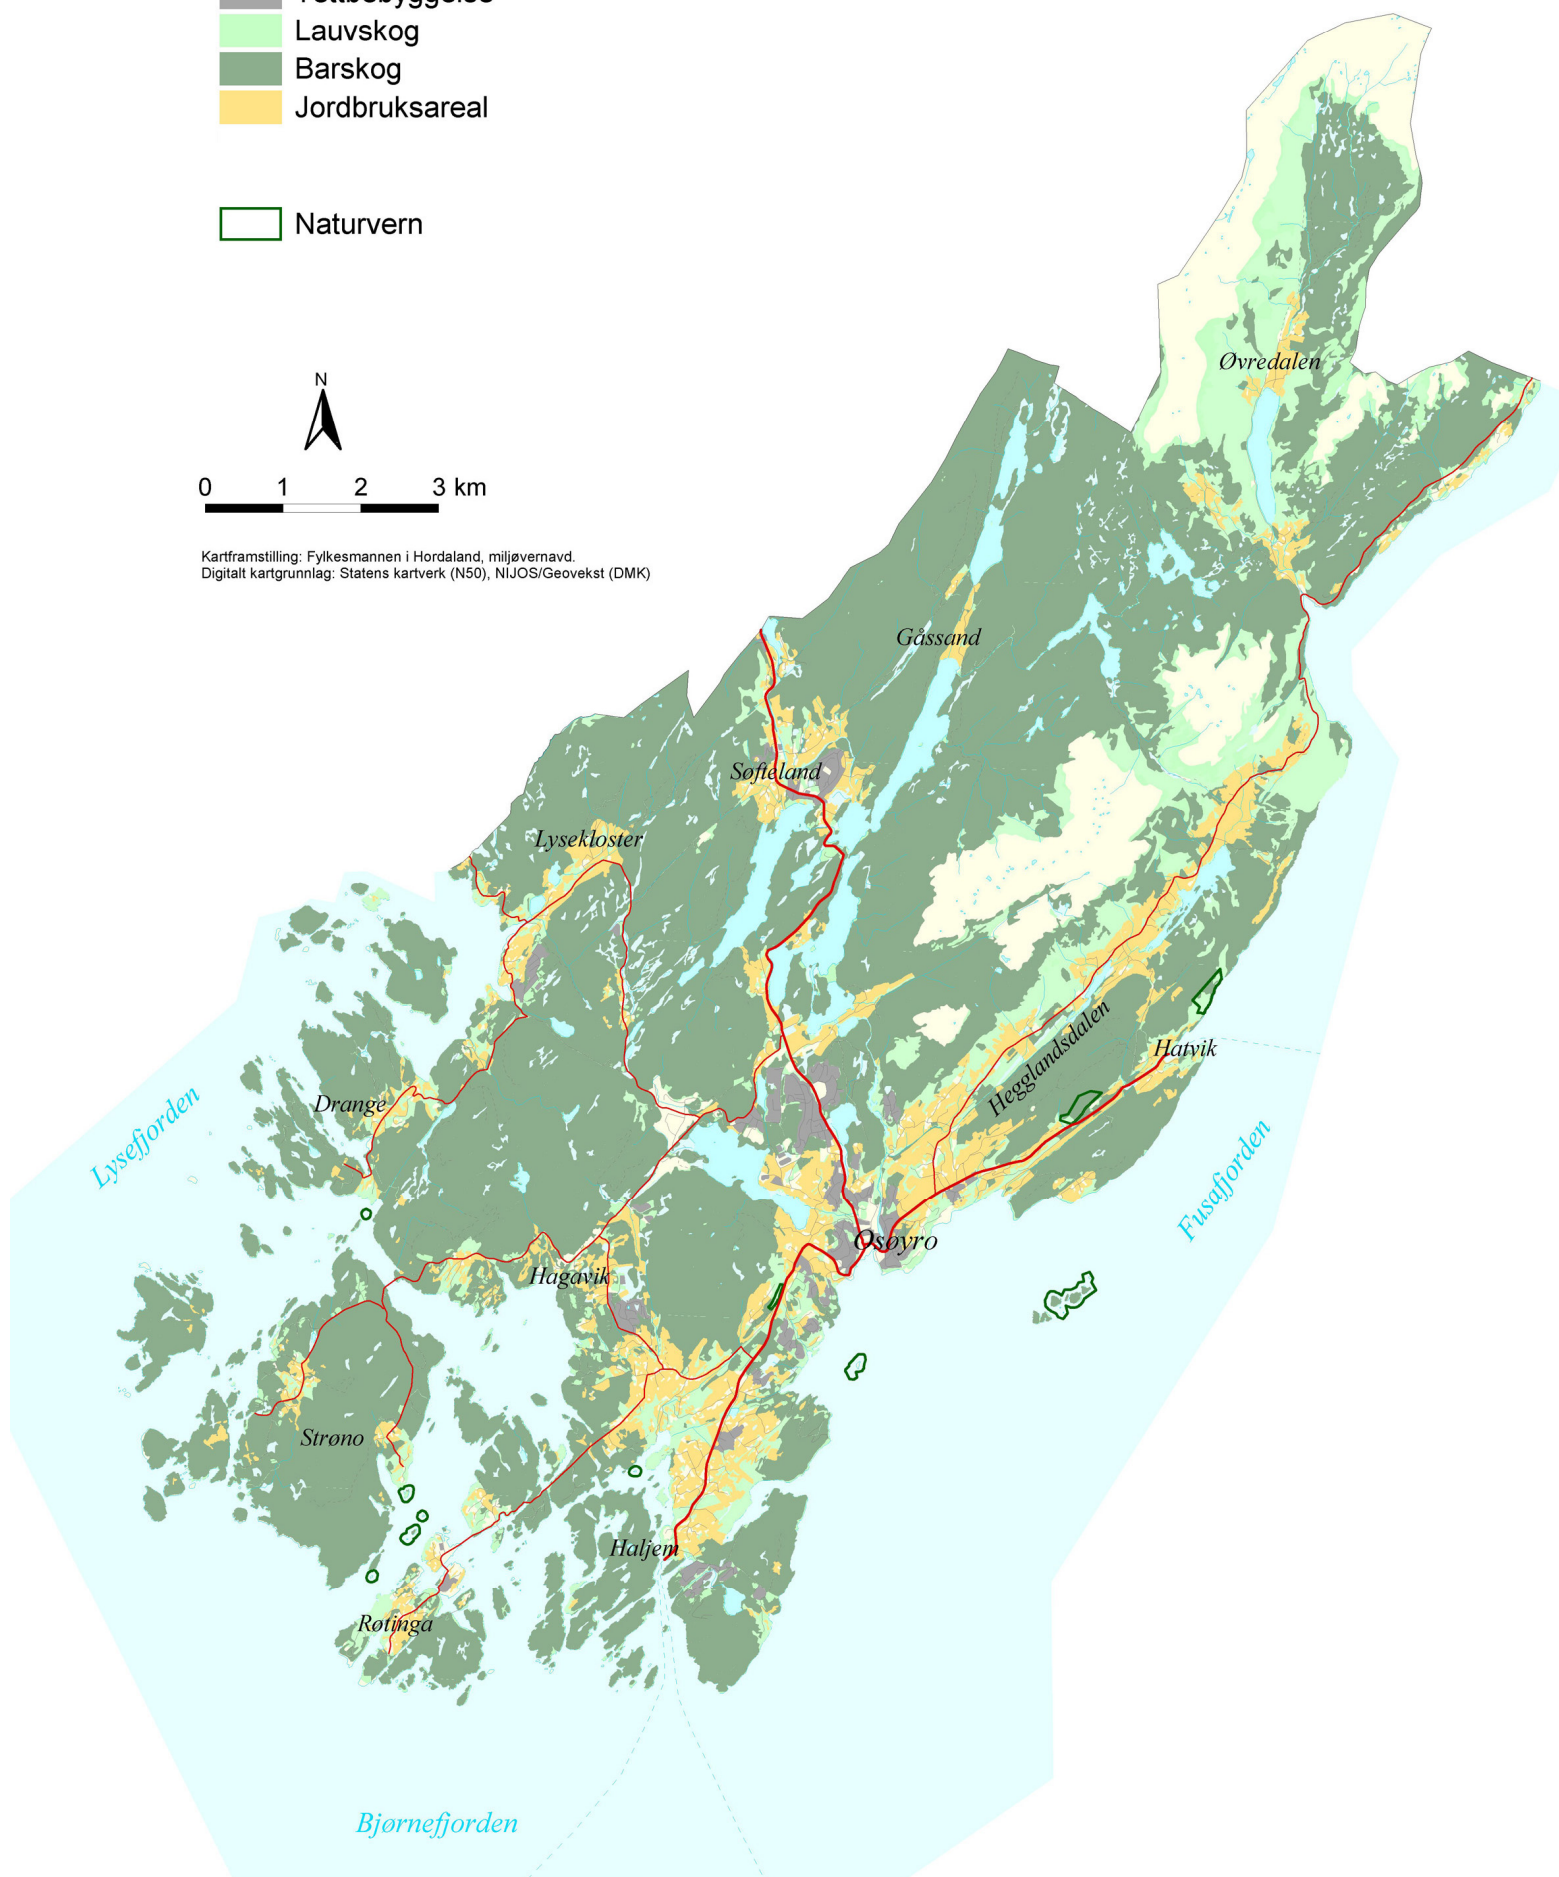 Lauvskog
Barskog
Jordbruksareal
Naturvern
N
0 1 2 3 km
Kartframstilling: Fylkesmannen i Hordaland, miljøvernavd.
Digitalt kartgrunnlag: Statens kartverk (N50), NIJOS/Geovekst (DMK)
Øvredalen
Gåssand
Søfteland
Lysekloster
Hegglandsdalen
Hatvik
Drange
Lysefjorden
Fusafjorden
Osøyro
Hagavik
Strøno
Haljem
Røtinga
Bjørnefjorden